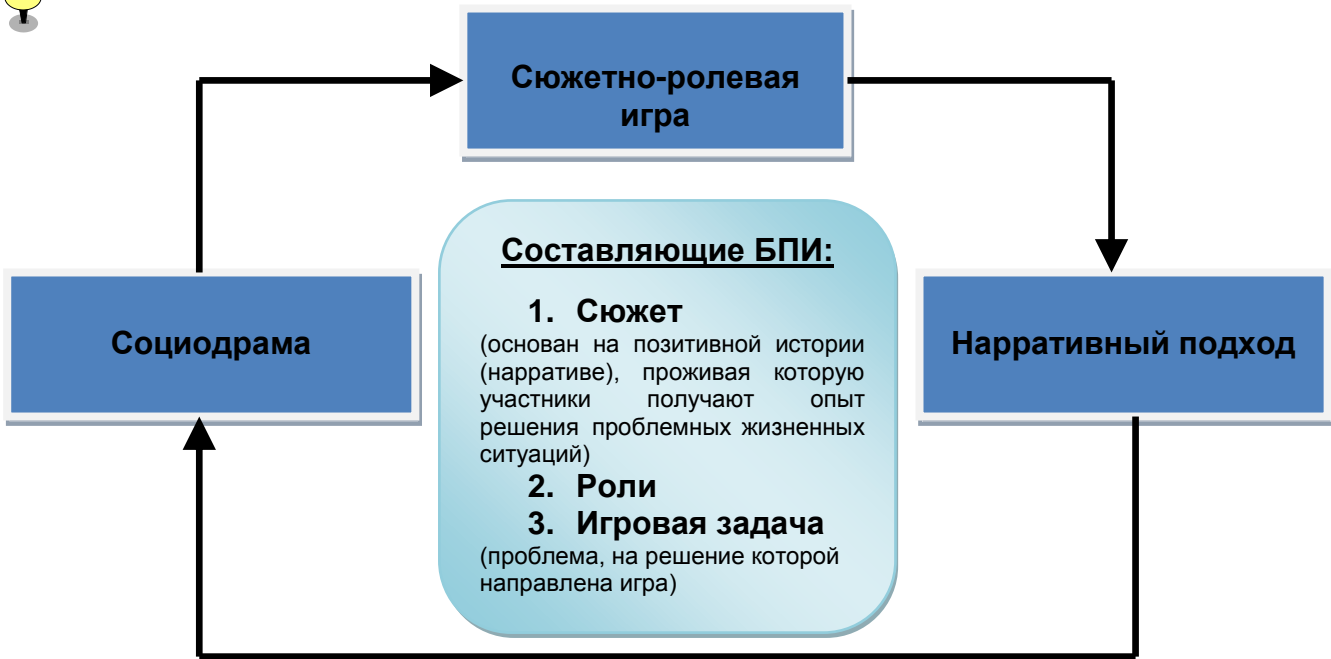 Сюжетно-ролевая
игра
Социодрама
Нарративный подход
Составляющие БПИ:
1. Сюжет
(основан на позитивной истории
(нарративе), проживая которую
участники получают опыт
решения проблемных жизненных
ситуаций)
2. Роли
3. Игровая задача
(проблема, на решение которой
направлена игра)